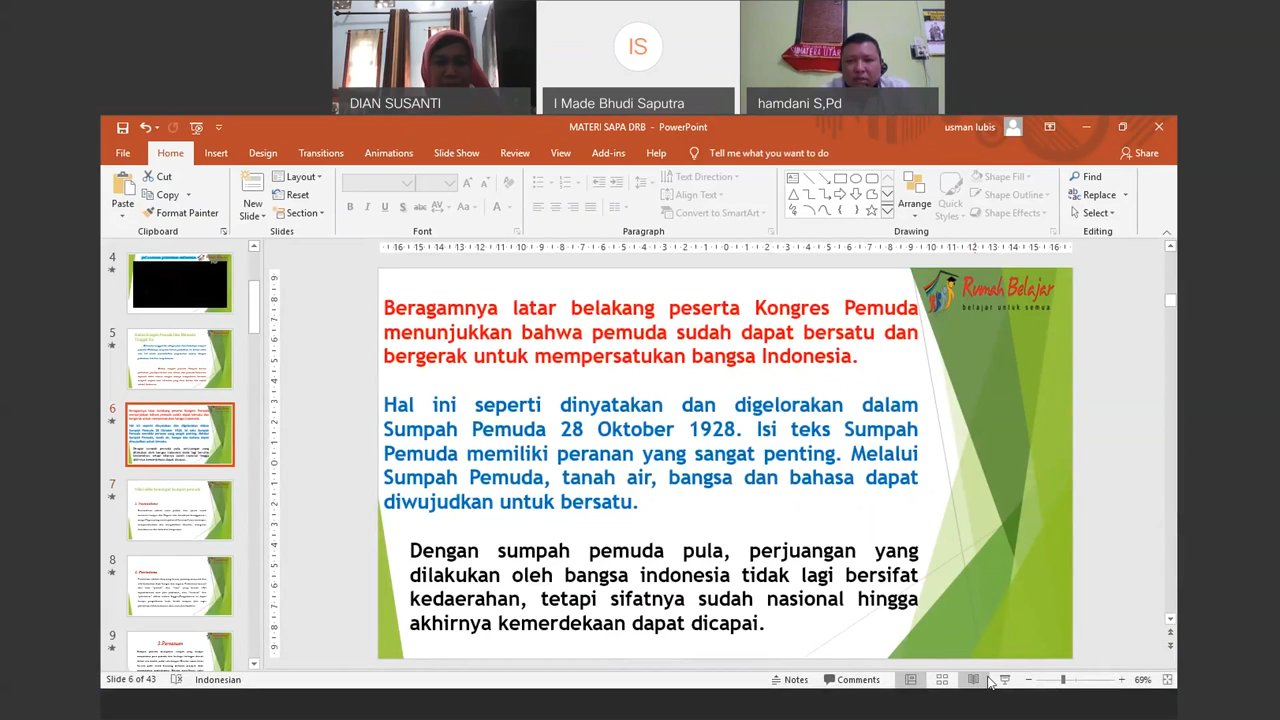 IS
DIAN SUSANTI
I Made Bhudi Saputra
hamdani S,Pd
MATERI SAPA DRB - PowerPoint
usman lubis
File Home Insert Design Transitions Animations Slide Show Review View Add-ins Help Tell me what you want to do Share
Paste
Cut
Copy
Format Painter
Clipboard
New
Slide
Layout
Reset
Section
Slides
Font
Text Direction
Align Text
Convert to SmartArt
Paragraph
Arrange
Quick
Styles
Shape Fill
Shape Outline
Shape Effects
Drawing
Find
Replace
Select
Editing
4
5
6
7
8
9
Rumah Belajar
belajar untuk semua
Beragamnya latar belakang peserta Kongres Pemuda
menunjukkan bahwa pemuda sudah dapat bersatu dan
bergerak untuk mempersatukan bangsa Indonesia.
Hal ini seperti dinyatakan dan digelorakan dalam
Sumpah Pemuda 28 Oktober 1928. Isi teks Sumpah
Pemuda memiliki peranan yang sangat penting. Melalui
Sumpah Pemuda, tanah air, bangsa dan bahasa dapat
diwujudkan untuk bersatu.
Dengan sumpah pemuda pula, perjuangan yang
dilakukan oleh bangsa indonesia tidak lagi bersifat
kedaerahan, tetapi sifatnya sudah nasional hingga
akhirnya kemerdekaan dapat dicapai.
Slide 6 of 43
Indonesian
Notes
Comments
69%